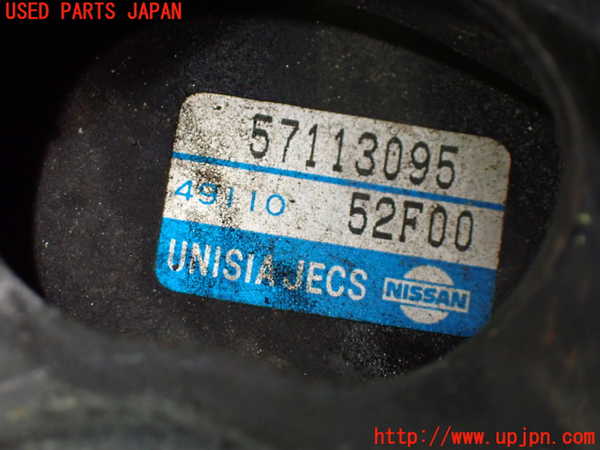 USED PARTS JAPAN
57113095
49110 52F00
UNISIA JECS NISSAN
http://www.upjpn.com/